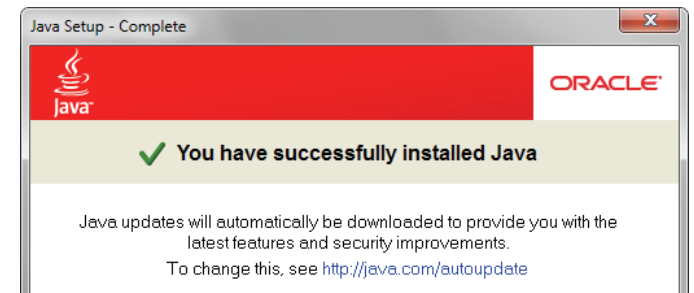 Java Setup - Complete
Java™
ORACLE®
You have successfully installed Java
Java updates will automatically be downloaded to provide you with the
latest features and security improvements.
To change this, see http://java.com/autoupdate